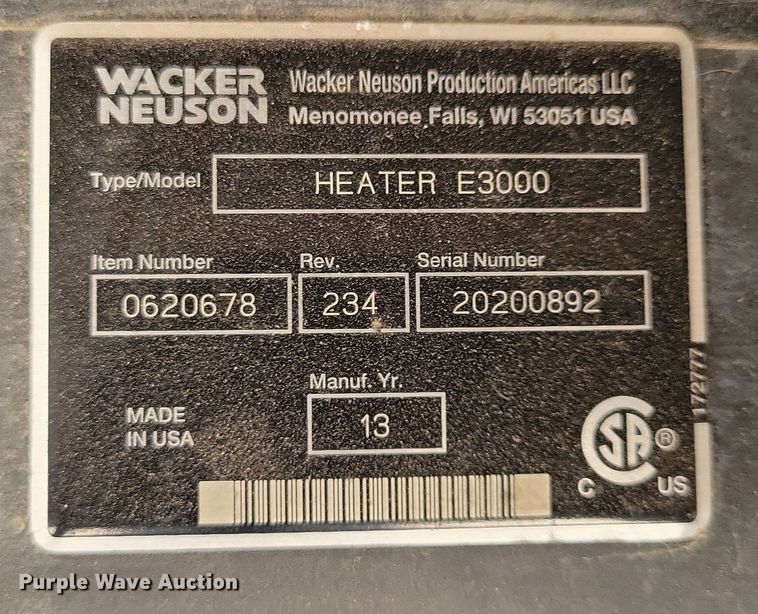 WACKER
NEUSON
Wacker Neuson Production Americas LLC
Menomonee Falls, WI 53051 USA
Type/Model HEATER E3000
Item Number Rev. Serial Number
0620678 234 20200892
Manuf. Yr.
13
MADE
IN USA
CSA ®
C US
172777
Purple Wave Auction